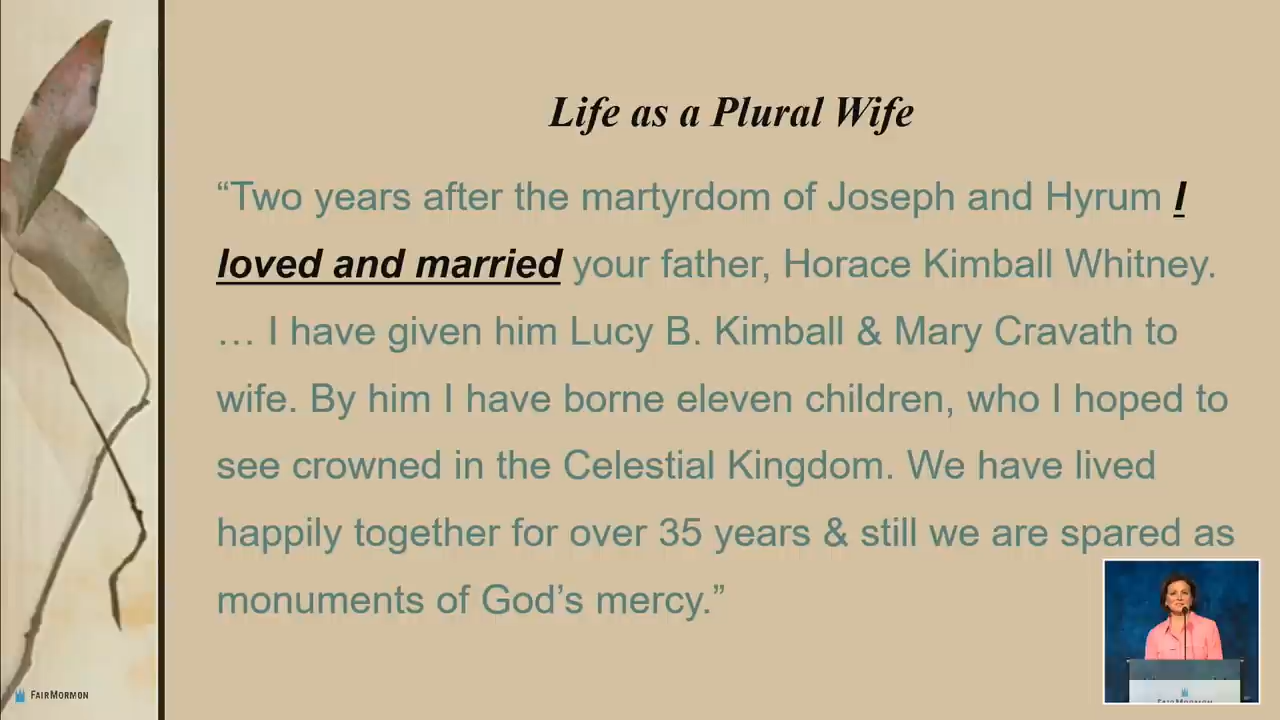 Life as a Plural Wife
“Two years after the martyrdom of Joseph and Hyrum I
loved and married your father, Horace Kimball Whitney.
… I have given him Lucy B. Kimball & Mary Cravath to
wife. By him I have borne eleven children, who I hoped to
see crowned in the Celestial Kingdom. We have lived
happily together for over 35 years & still we are spared as
monuments of God’s mercy.”
FAIRMORMON
FAIRMORMON